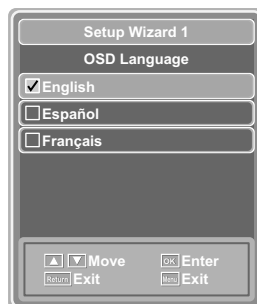 Setup Wizard 1
OSD Language
English
Español
Français
Move OK Enter
Return Exit Menu Exit